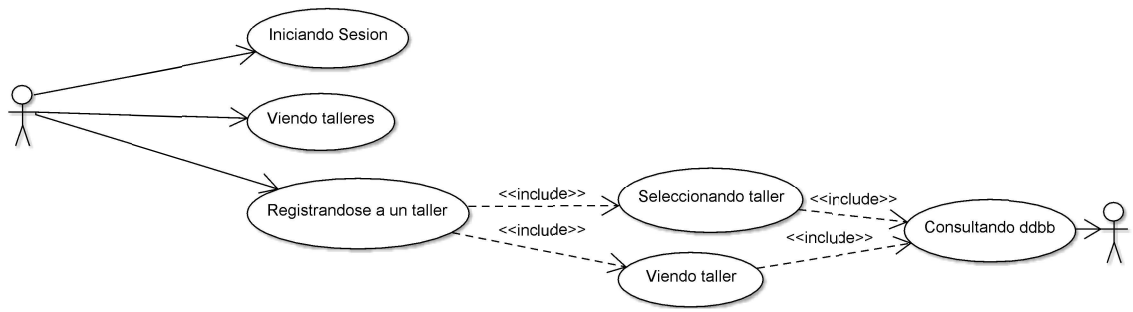 Iniciando Sesion
Viendo talleres
Registrandose a un taller
<<include>>
<<include>>
Seleccionando taller
Viendo taller
<<include>>
<<include>>
Consultando ddbb